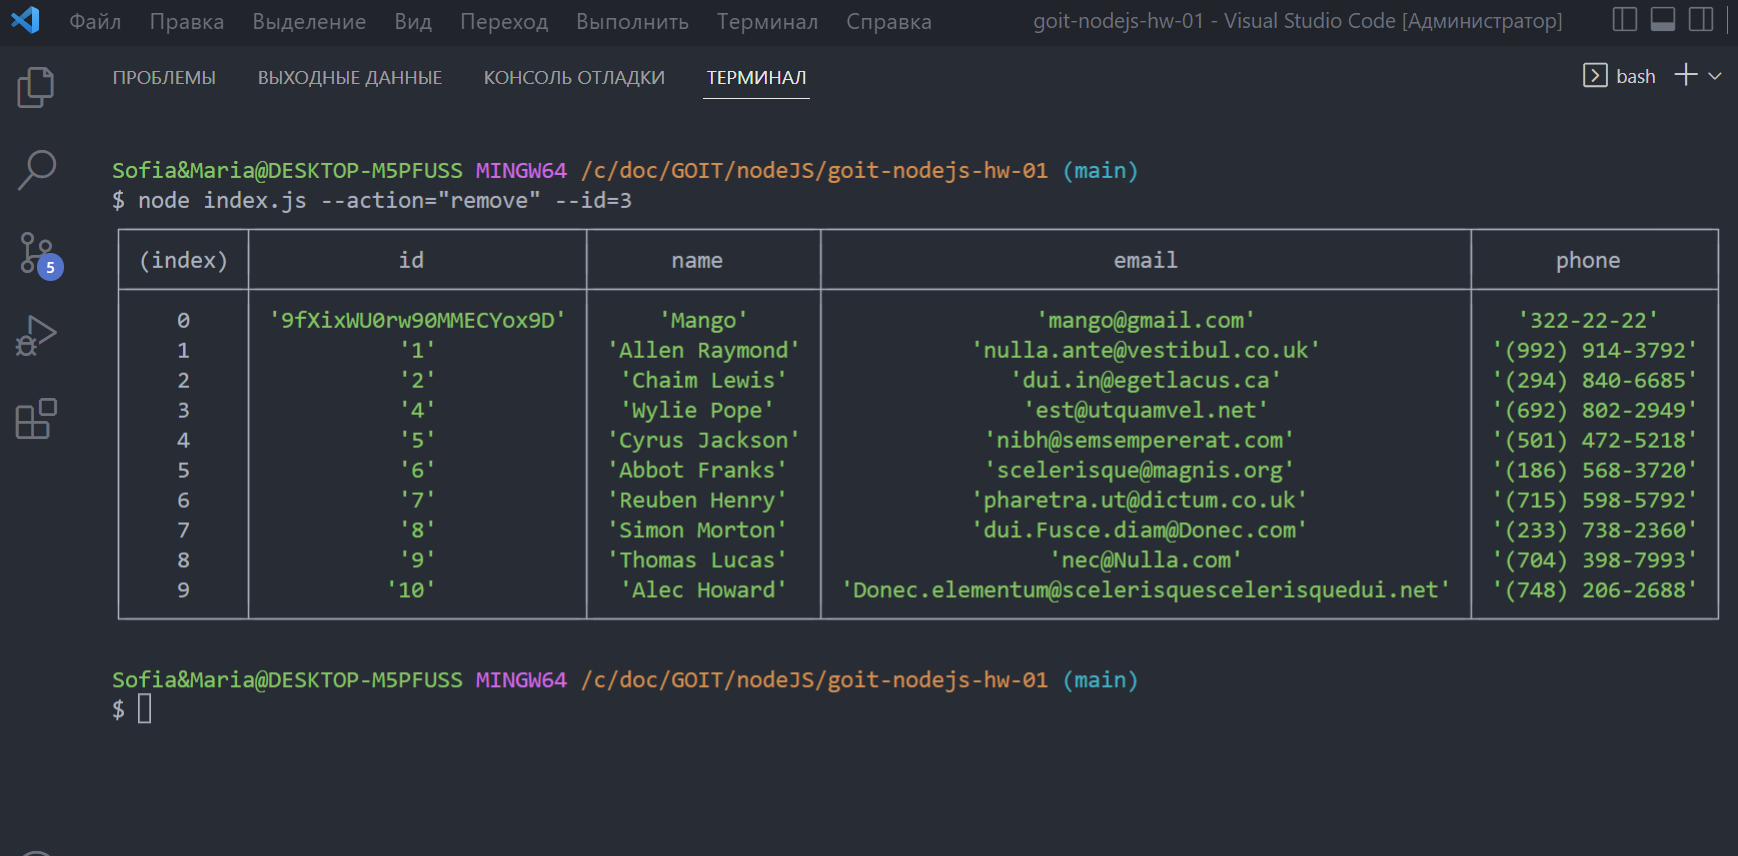 Файл Правка Выделение Вид Переход Выполнить Терминал Справка goit-nodejs-hw-01 - Visual Studio Code [Администратор]
ПРОБЛЕМЫ ВЫХОДНЫЕ ДАННЫЕ КОНСОЛЬ ОТЛАДКИ ТЕРМИНАЛ bash
Sofia&Maria@DESKTOP-M5PFUSS MINGW64 /c/doc/GOIT/nodeJS/goit-nodejs-hw-01 (main)
$ node index.js --action="remove" --id=3
(index) id name email phone
0 '9fXixWU0rw90MMECYox9D' 'Mango' 'mango@gmail.com' '322-22-22'
1 '1' 'Allen Raymond' 'nulla.ante@vestibul.co.uk' '(992) 914-3792'
2 '2' 'Chaim Lewis' 'dui.in@egetlacus.ca' '(294) 840-6685'
3 '4' 'Wylie Pope' 'est@utquamvel.net' '(692) 802-2949'
4 '5' 'Cyrus Jackson' 'nibh@semsempererat.com' '(501) 472-5218'
5 '6' 'Abbot Franks' 'scelerisque@magnis.org' '(186) 568-3720'
6 '7' 'Reuben Henry' 'pharetra.ut@dictum.co.uk' '(715) 598-5792'
7 '8' 'Simon Morton' 'dui.Fusce.diam@Donec.com' '(233) 738-2360'
8 '9' 'Thomas Lucas' 'nec@Nulla.com' '(704) 398-7993'
9 '10' 'Alec Howard' 'Donec.elementum@scelerisquescelerisquedui.net' '(748) 206-2688'
Sofia&Maria@DESKTOP-M5PFUSS MINGW64 /c/doc/GOIT/nodeJS/goit-nodejs-hw-01 (main)
$
5